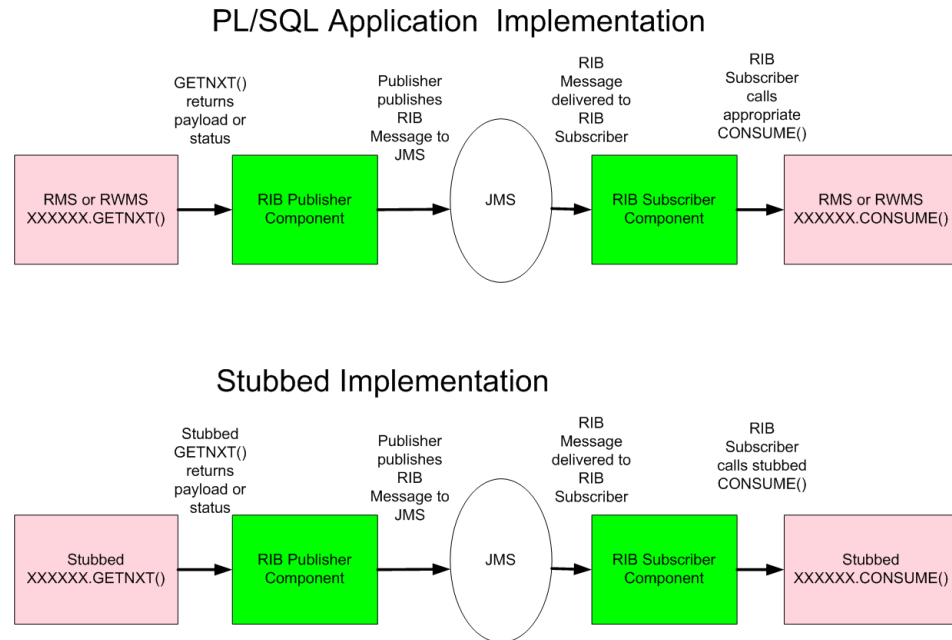 PL/SQL Application Implementation
GETNXT()
returns
payload or
status
Publisher
publishes
RIB
Message to
JMS
RIB
Message
delivered to
RIB
Subscriber
RIB
Subscriber
calls
appropriate
CONSUME()
RMS or RWMS
XXXXXX.GETNXT()
RIB Publisher
Component
JMS
RIB Subscriber
Component
RMS or RWMS
XXXXXX.CONSUME()
Stubbed Implementation
Stubbed
GETNXT()
returns
payload or
status
Publisher
publishes
RIB
Message to
JMS
RIB
Message
delivered to
RIB
Subscriber
RIB
Subscriber
calls stubbed
CONSUME()
Stubbed
XXXXXX.GETNXT()
RIB Publisher
Component
JMS
RIB Subscriber
Component
Stubbed
XXXXXX.CONSUME()